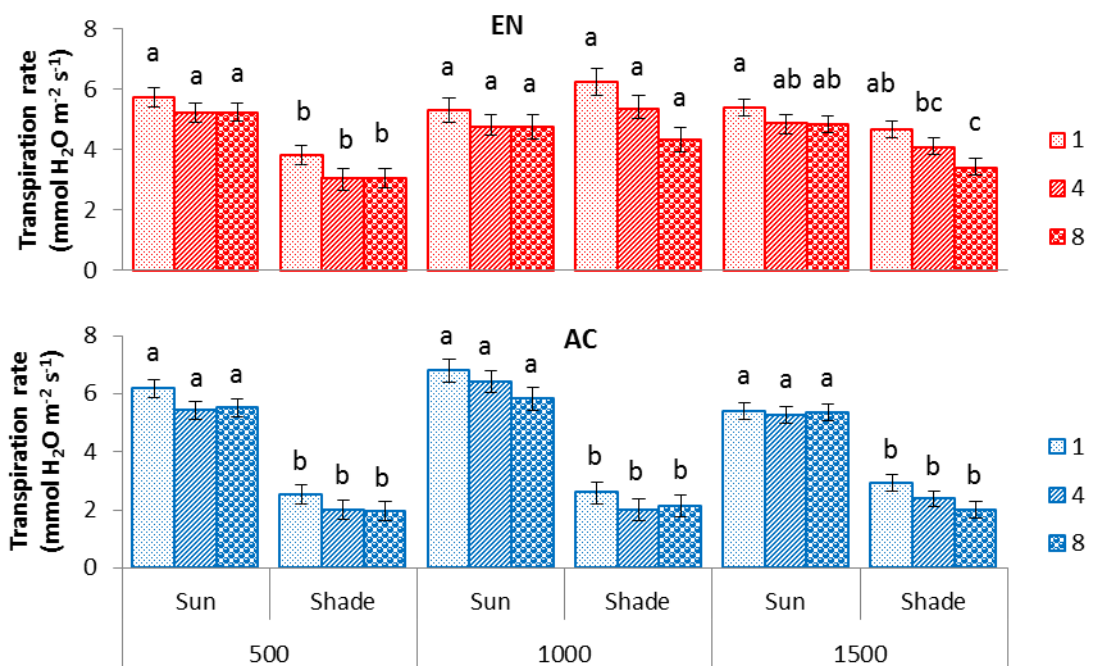 EN
Transpiration rate
(mmol H₂O m⁻² s⁻¹)
8
6
4
2
0
a a a b b b a a a a a a a ab ab ab bc c
1
4
8
AC
Transpiration rate
(mmol H₂O m⁻² s⁻¹)
8
6
4
2
0
a a a b b b a a a b b b a a a b b b
1
4
8
Sun Shade Sun Shade Sun Shade
500 1000 1500